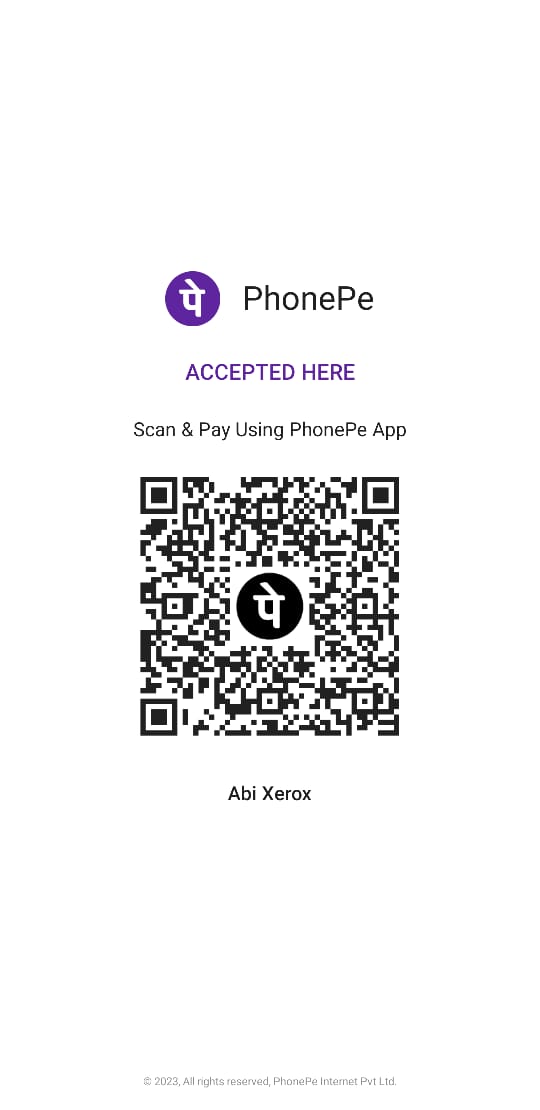 पे PhonePe
ACCEPTED HERE
Scan & Pay Using PhonePe App
पे
Abi Xerox
© 2023, All rights reserved, PhonePe Internet Pvt Ltd.